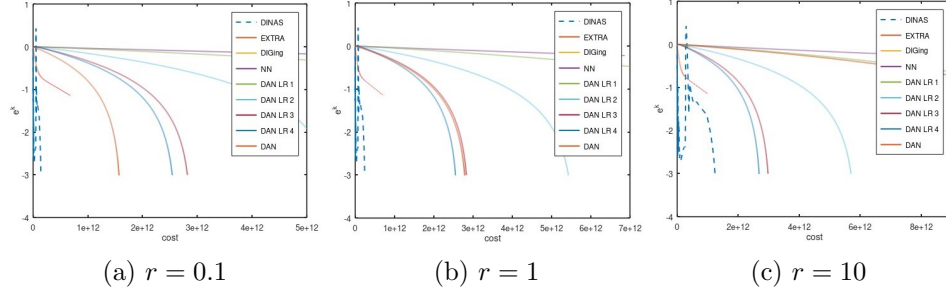 1
0
-1
-2
-3
-4
e^k
0 1e+12 2e+12 3e+12 4e+12 5e+12
cost
DINAS
EXTRA
DIGing
NN
DAN LR 1
DAN LR 2
DAN LR 3
DAN LR 4
DAN
(a) r = 0.1
1
0
-1
-2
-3
-4
e^k
0 1e+12 2e+12 3e+12 4e+12 5e+12 6e+12 7e+12
cost
DINAS
EXTRA
DIGing
NN
DAN LR 1
DAN LR 2
DAN LR 3
DAN LR 4
DAN
(b) r = 1
1
0
-1
-2
-3
-4
e^k
0 2e+12 4e+12 6e+12 8e+12
cost
DINAS
EXTRA
DIGing
NN
DAN LR 1
DAN LR 2
DAN LR 3
DAN LR 4
DAN
(c) r = 10